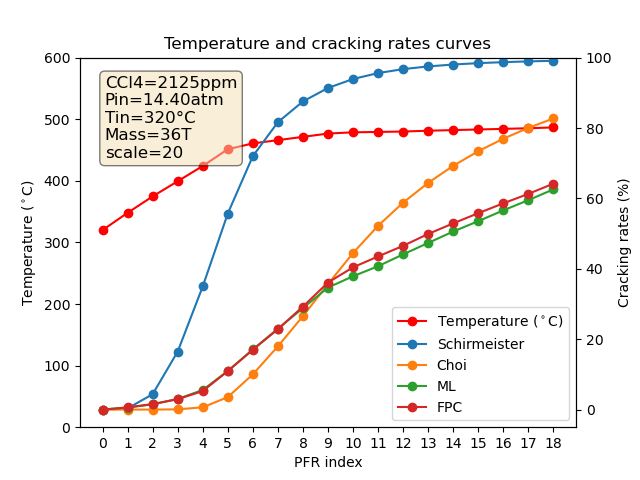 Temperature and cracking rates curves
CCl4=2125ppm
Pin=14.40atm
Tin=320°C
Mass=36T
scale=20
Temperature (°C)
600
500
400
300
200
100
0
Cracking rates (%)
100
80
60
40
20
0
Temperature (°C)
Schirmeister
Choi
ML
FPC
0 1 2 3 4 5 6 7 8 9 10 11 12 13 14 15 16 17 18
PFR index